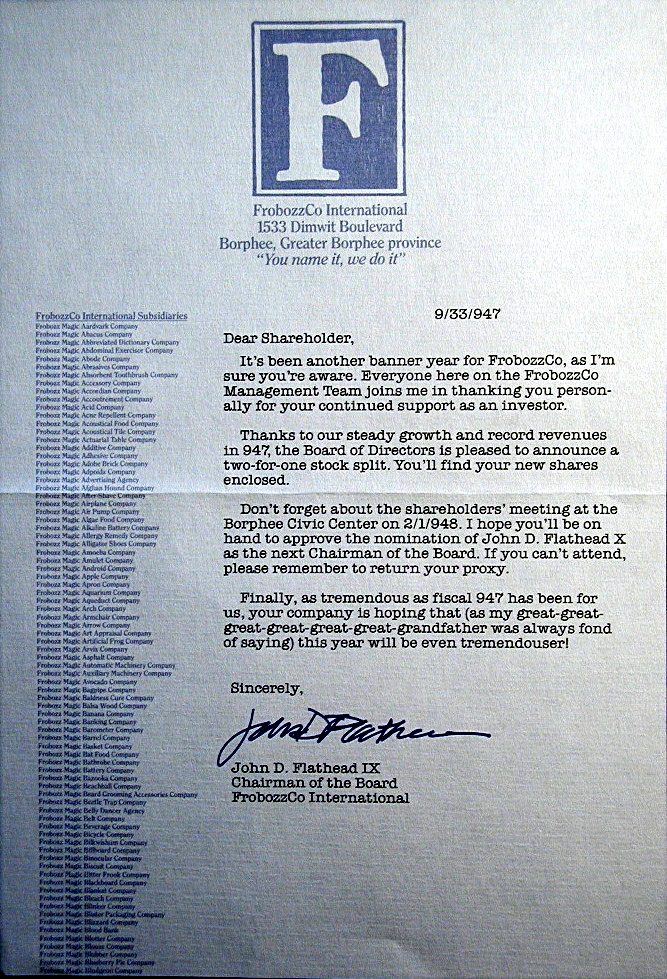 F
FrobozzCo International
1533 Dimwit Boulevard
Borphee, Greater Borphee province
“You name it, we do it”
9/33/947
Dear Shareholder,
It's been another banner year for FrobozzCo, as I'm
sure you're aware. Everyone here on the FrobozzCo
Management Team joins me in thanking you person-
ally for your continued support as an investor.
Thanks to our steady growth and record revenues
in 947, the Board of Directors is pleased to announce a
two-for-one stock split. You'll find your new shares
enclosed.
Don't forget about the shareholders' meeting at the
Borphee Civic Center on 2/1/948. I hope you'll be on
hand to approve the nomination of John D. Flathead X
as the next Chairman of the Board. If you can't attend,
please remember to return your proxy.
Finally, as tremendous as fiscal 947 has been for
us, your company is hoping that (as my great-great-
great-great-great-great-grandfather was always fond
of saying) this year will be even tremendouser!
Sincerely,
John D. Flathead IX
Chairman of the Board
FrobozzCo International
FrobozzCo International Subsidiaries
Frobozz Magic Aardvark Company
Frobozz Magic Abacus Company
Frobozz Magic Abbreviated Dictionary Company
Frobozz Magic Abdominal Exerciser Company
Frobozz Magic Abode Company
Frobozz Magic Abrasives Company
Frobozz Magic Absorbent Toothbrush Company
Frobozz Magic Accessory Company
Frobozz Magic Accordian Company
Frobozz Magic Accoutrement Company
Frobozz Magic Acid Company
Frobozz Magic Acne Repellent Company
Frobozz Magic Acoustical Food Company
Frobozz Magic Acoustical Tile Company
Frobozz Magic Actuarial Table Company
Frobozz Magic Additive Company
Frobozz Magic Adhesive Company
Frobozz Magic Adobe Brick Company
Frobozz Magic Adpoidz Company
Frobozz Magic Advertising Agency
Frobozz Magic Afghan Hound Company
Frobozz Magic After-Shave Company
Frobozz Magic Airplane Company
Frobozz Magic Air Pump Company
Frobozz Magic Algae Food Company
Frobozz Magic Alkaline Battery Company
Frobozz Magic Allergy Remedy Company
Frobozz Magic Alligator Shoes Company
Frobozz Magic Amoeba Company
Frobozz Magic Amulet Company
Frobozz Magic Android Company
Frobozz Magic Apple Company
Frobozz Magic Apron Company
Frobozz Magic Aquarium Company
Frobozz Magic Aqueduct Company
Frobozz Magic Arch Company
Frobozz Magic Armchair Company
Frobozz Magic Arrow Company
Frobozz Magic Art Appraisal Company
Frobozz Magic Artificial Frog Company
Frobozz Magic Arvix Company
Frobozz Magic Asphalt Company
Frobozz Magic Automatic Machinery Company
Frobozz Magic Auxiliary Machinery Company
Frobozz Magic Avocado Company
Frobozz Magic Bagpipe Company
Frobozz Magic Baldness Cure Company
Frobozz Magic Balsa Wood Company
Frobozz Magic Banana Company
Frobozz Magic Banking Company
Frobozz Magic Barometer Company
Frobozz Magic Barrel Company
Frobozz Magic Basket Company
Frobozz Magic Bat Food Company
Frobozz Magic Bathrobe Company
Frobozz Magic Battery Company
Frobozz Magic Bazooka Company
Frobozz Magic Beachball Company
Frobozz Magic Beard Grooming Accessories Company
Frobozz Magic Beetle Trap Company
Frobozz Magic Belly Dancer Agency
Frobozz Magic Belt Company
Frobozz Magic Beverage Company
Frobozz Magic Bicycle Company
Frobozz Magic Company
Frobozz Magic Billboard Company
Frobozz Magic Binocular Company
Frobozz Magic Biscuit Company
Frobozz Magic Bitter Frook Company
Frobozz Magic Blackboard Company
Frobozz Magic Blanket Company
Frobozz Magic Bleach Company
Frobozz Magic Blinker Company
Frobozz Magic Blister Packaging Company
Frobozz Magic Blizzard Company
Frobozz Magic Blood Bank
Frobozz Magic Blotter Company
Frobozz Magic Blouse Company
Frobozz Magic Blubber Company
Frobozz Magic Blueberry Pie Company
Frobozz Magic Bludgeon Company